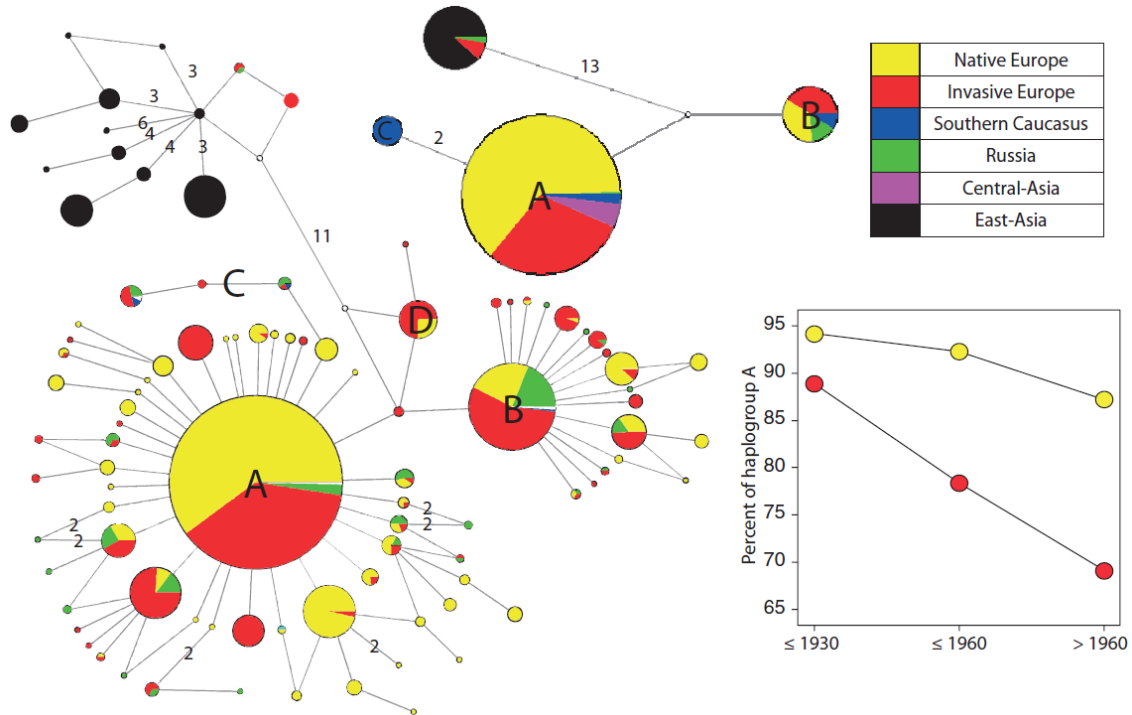 13
3
3
6
4
4
3
11
C
2
A
B
Native Europe
Invasive Europe
Southern Caucasus
Russia
Central-Asia
East-Asia
C
D
B
A
2
2
2
2
2
2
Percent of haplogroup A
95
90
85
80
75
70
65
≤ 1930
≤ 1960
> 1960